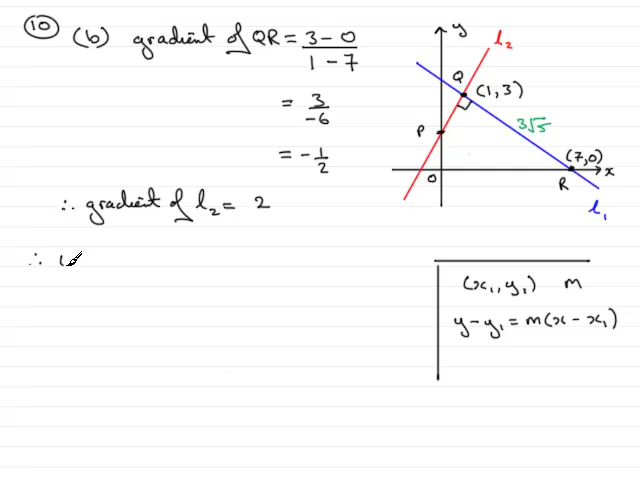 10 (b) gradient of QR = 3 - 0 / 1 - 7
= 3 / -6
= - 1/2
∴ gradient of l₂ = 2
∴
y
l₂
Q
(1, 3)
3√5
P
(7,0)
x
O
R
l₁
(x₁, y₁) m
y - y₁ = m(x - x₁)